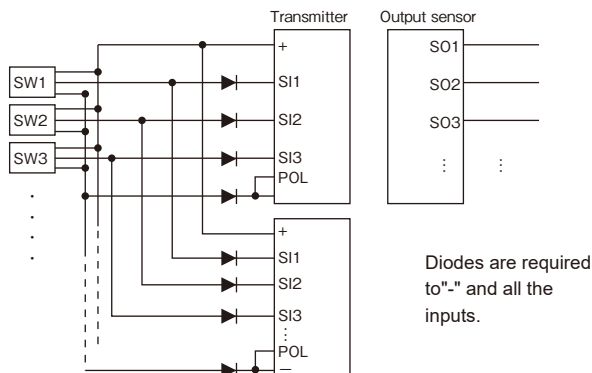 Transmitter
Output sensor
+
SI1
SI2
SI3
POL
SW1
SW2
SW3
SO1
SO2
SO3
+
SI1
SI2
SI3
POL
−
Diodes are required
to"-" and all the
inputs.